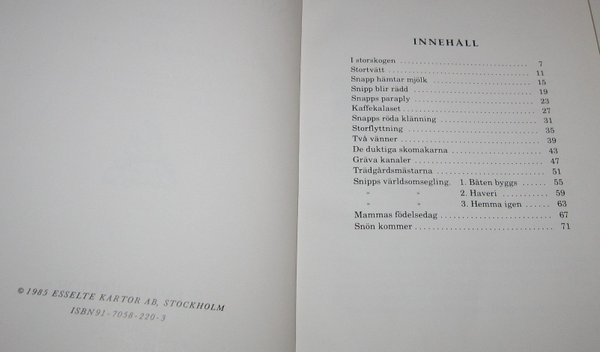 © 1985 ESSELTE KARTOR AB, STOCKHOLM
ISBN 91-7058-220-3
INNEHÅLL
I storskogen . . . . . . . . . . . . . . . . . . . . 7
Stortvätt . . . . . . . . . . . . . . . . . . . . 11
Snapp hämtar mjölk . . . . . . . . . . . . . . . . . . . . 15
Snipp blir rädd . . . . . . . . . . . . . . . . . . . . 19
Snapps paraply . . . . . . . . . . . . . . . . . . . . 23
Kaffekalaset . . . . . . . . . . . . . . . . . . . . 27
Snapps röda klänning . . . . . . . . . . . . . . . . . . . . 31
Storflyttning . . . . . . . . . . . . . . . . . . . . 35
Två vänner . . . . . . . . . . . . . . . . . . . . 39
De duktiga skomakarna . . . . . . . . . . . . . . . . . . . . 43
Gräva kanaler . . . . . . . . . . . . . . . . . . . . 47
Trädgårdsmästarna . . . . . . . . . . . . . . . . . . . . 51
Snipps världsomsegling. 1. Båten byggs . . . . . . 55
" " 2. Haveri . . . . . . . . . . 59
" " 3. Hemma igen . . . . . 63
Mammas födelsedag . . . . . . . . . . . . . . . . . . . . 67
Snön kommer . . . . . . . . . . . . . . . . . . . . 71